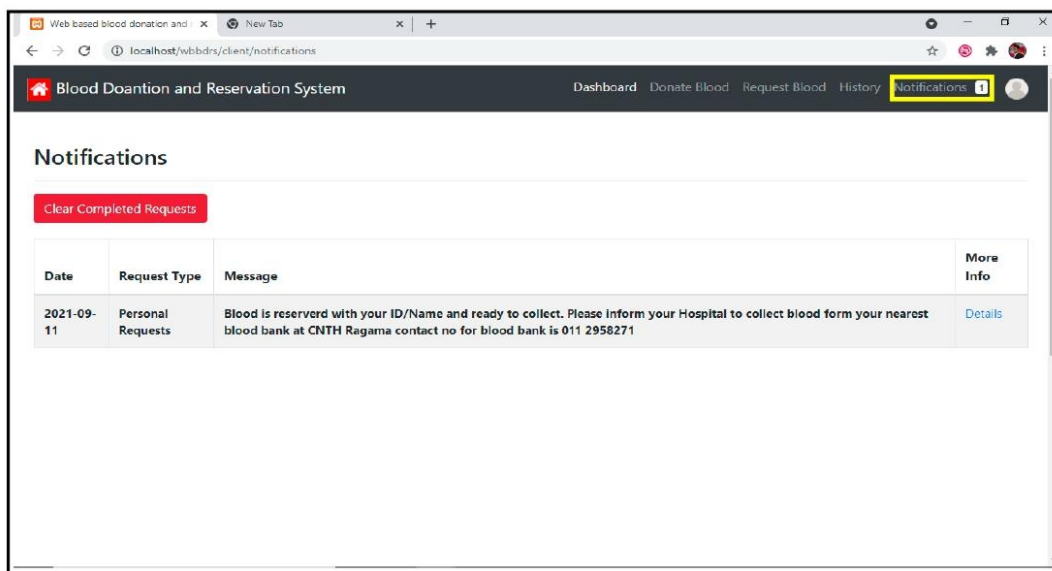 Web based blood donation and
New Tab
localhost/wbbdrs/client/notifications
Blood Doantion and Reservation System
Dashboard Donate Blood Request Blood History Notifications 1
Notifications
Clear Completed Requests
Date Request Type Message More
Info
2021-09-
11
Personal
Requests
Blood is reserverd with your ID/Name and ready to collect. Please inform your Hospital to collect blood form your nearest
blood bank at CNTH Ragama contact no for blood bank is 011 2958271
Details